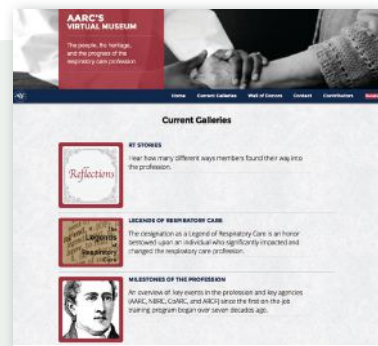 AARC'S
VIRTUAL MUSEUM
The people, the heritage,
and the progress of the
respiratory care profession.
Home Current Galleries Wall of Donors Contact Contributors
Current Galleries
Reflections
RT STORIES
Hear how many different ways members found their way into
the profession.
The
Legends
of
Respiratory
Care
LEGENDS OF RESPIRATORY CARE
The designation as a Legend of Respiratory Care is an honor
bestowed upon an individual who significantly impacted and
changed the respiratory care profession.
MILESTONES OF THE PROFESSION
An overview of key events in the profession and key agencies
(AARC, NBRC, CoARC, and ARCF) since the first on-the-job
training program began over seven decades ago.